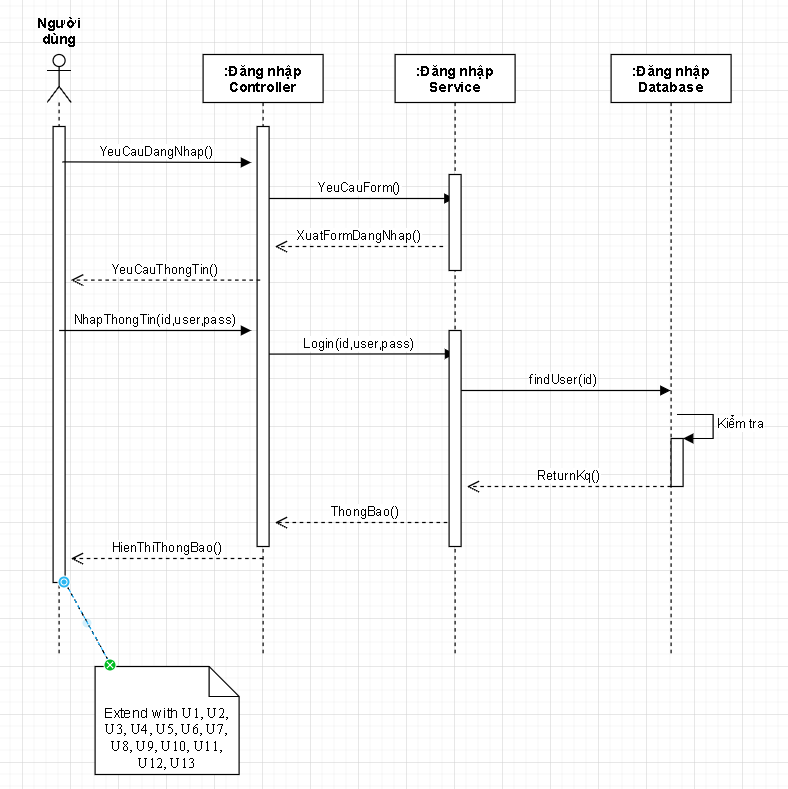 Người
dùng
:Đăng nhập
Controller
:Đăng nhập
Service
:Đăng nhập
Database
YeuCauDangNhap()
YeuCauForm()
XuatFormDangNhap()
YeuCauThongTin()
NhapThongTin(id,user,pass)
Login(id,user,pass)
findUser(id)
Kiểm tra
ReturnKq()
ThongBao()
HienThiThongBao()
Extend with U1, U2,
U3, U4, U5, U6, U7,
U8, U9, U10, U11,
U12, U13